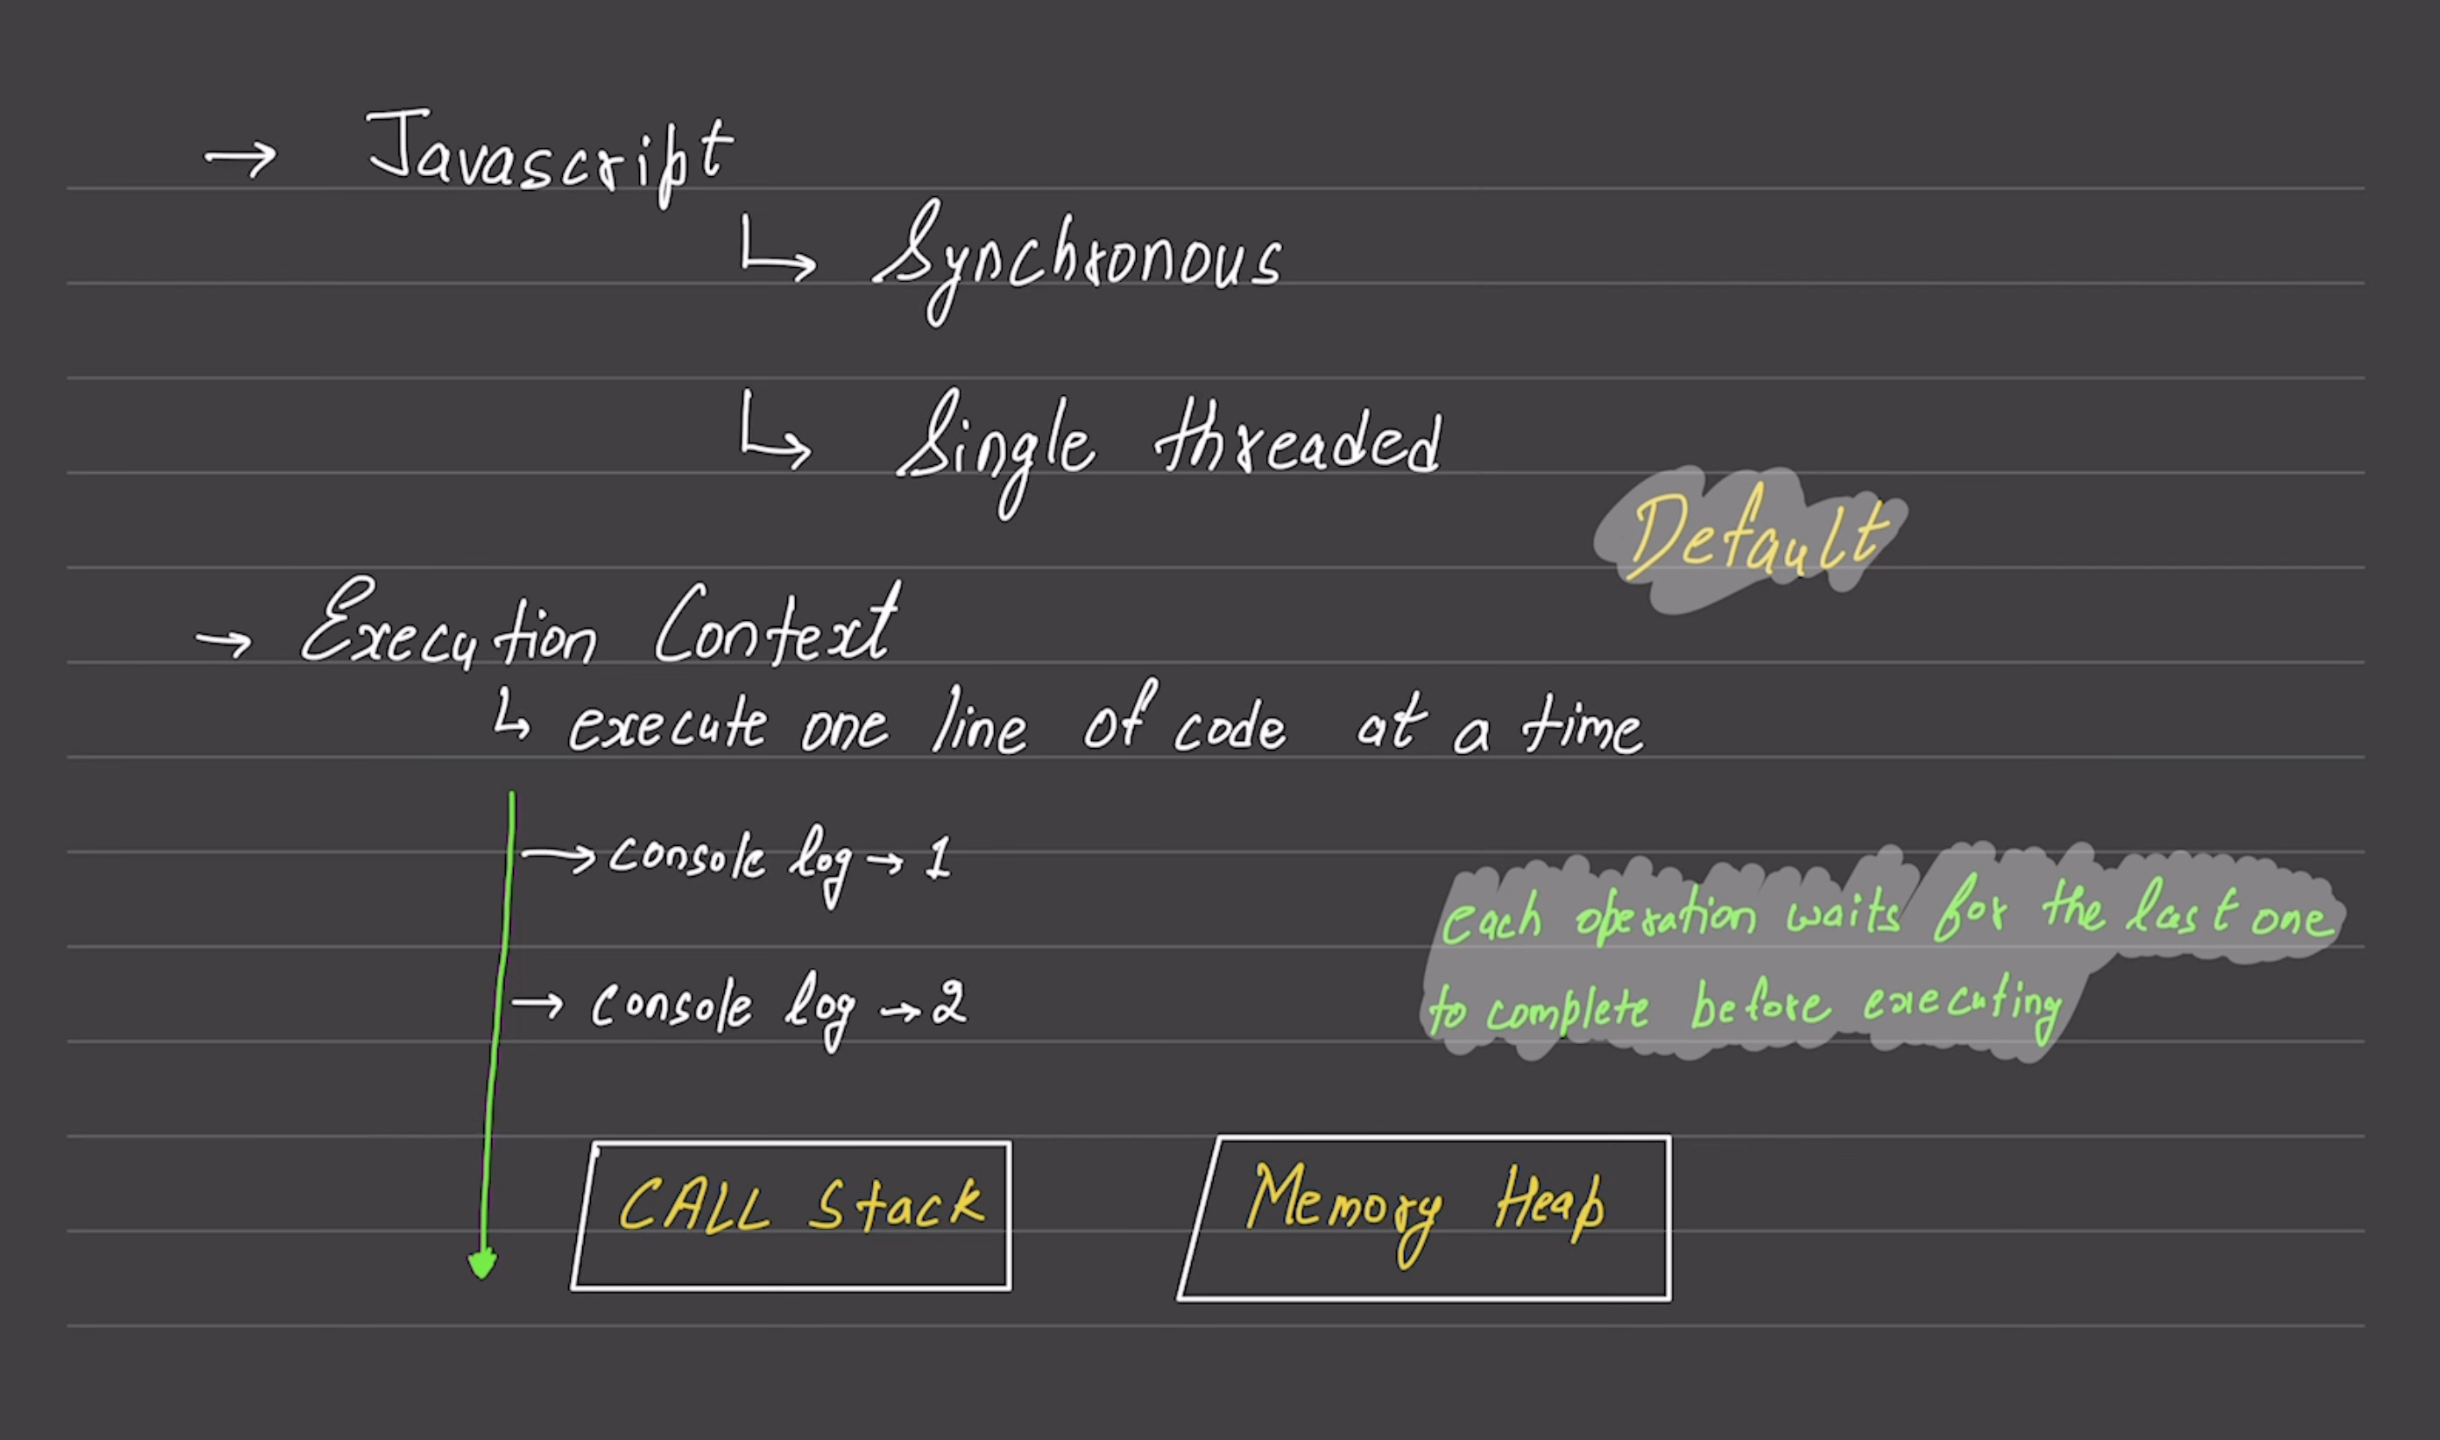 → Javascript
↳ Synchronous
↳ Single threaded
Default
→ Execution Context
↳ execute one line of code at a time
→ console log → 1
each operation waits for the last one
to complete before executing
→ console log → 2
CALL Stack
Memory Heap